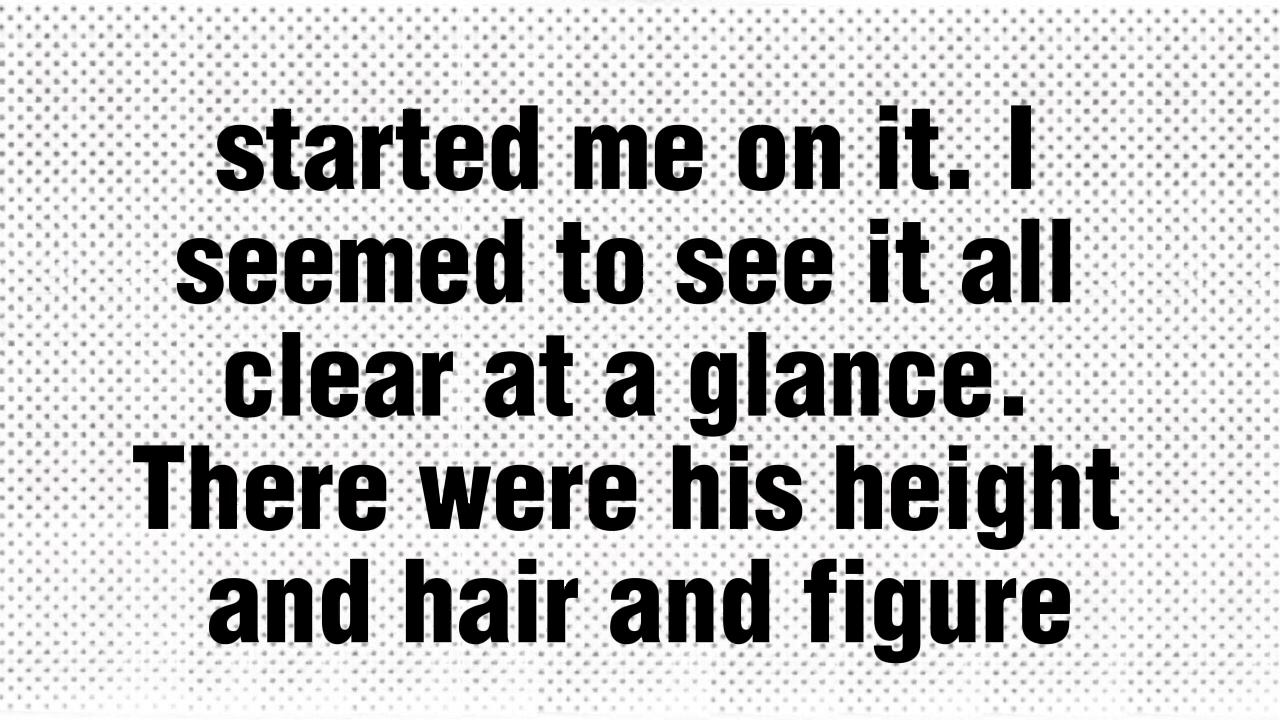 started me on it. I
seemed to see it all
clear at a glance.
There were his height
and hair and figure